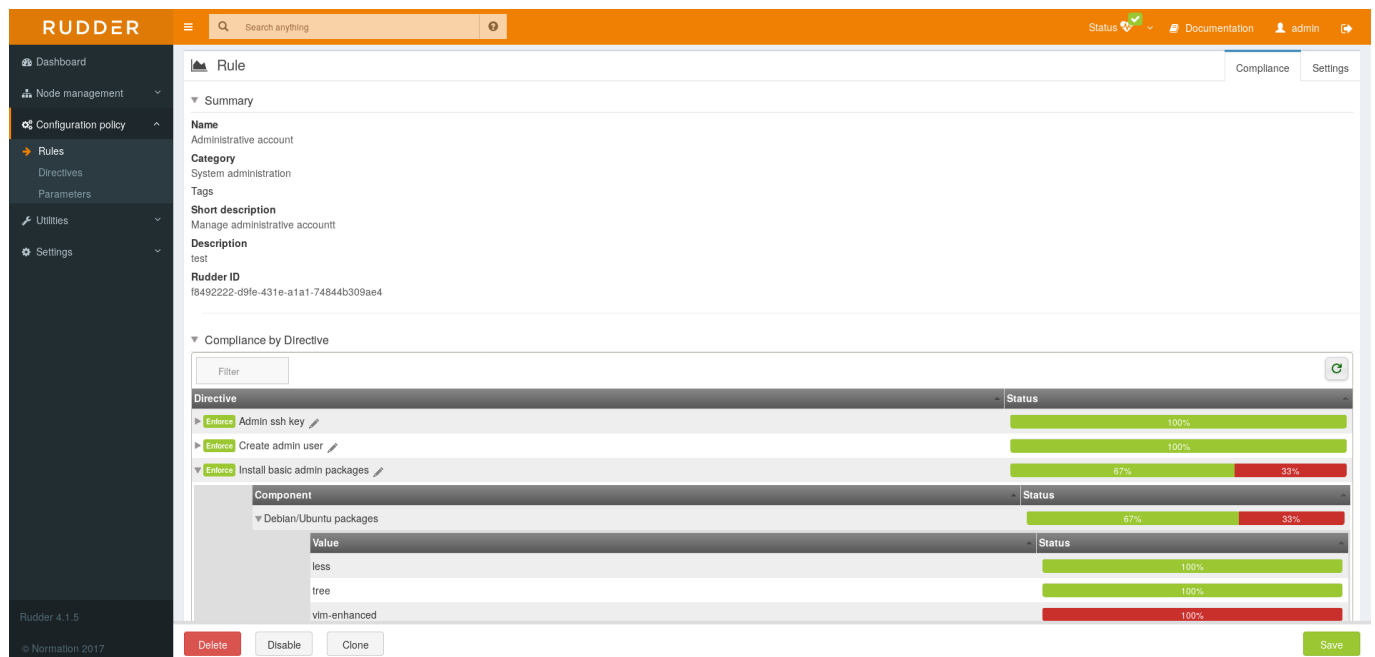 RUDDER
Search anything
Status
Documentation
admin
Dashboard
Node management
Configuration policy
Rules
Directives
Parameters
Utilities
Settings
Rudder 4.1.5
© Normation 2017
Rule
Compliance
Settings
Summary
Name
Administrative account
Category
System administration
Tags
Short description
Manage administrative accountt
Description
test
Rudder ID
f8492222-d9fe-431e-a1a1-74844b309ae4
Compliance by Directive
Filter
Directive Status
Enforce Admin ssh key 100%
Enforce Create admin user 100%
Enforce Install basic admin packages 67% 33%
Component Status
Debian/Ubuntu packages 67% 33%
Value Status
less 100%
tree 100%
vim-enhanced 100%
Delete Disable Clone Save